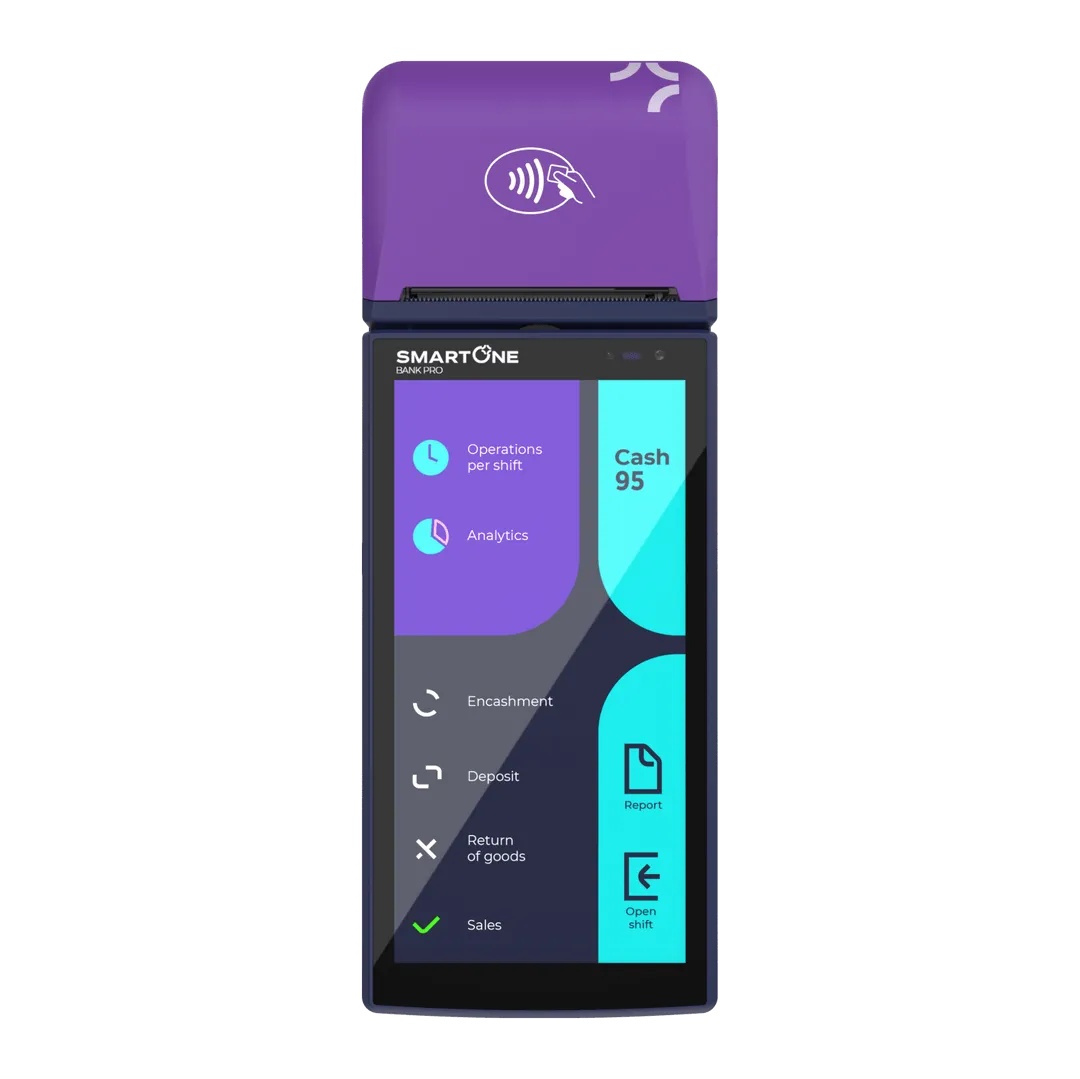 SMARTONE
BANK PRO
Operations
per shift
Analytics
Cash
95
Encashment
Deposit
Return
of goods
Sales
Report
Open
shift